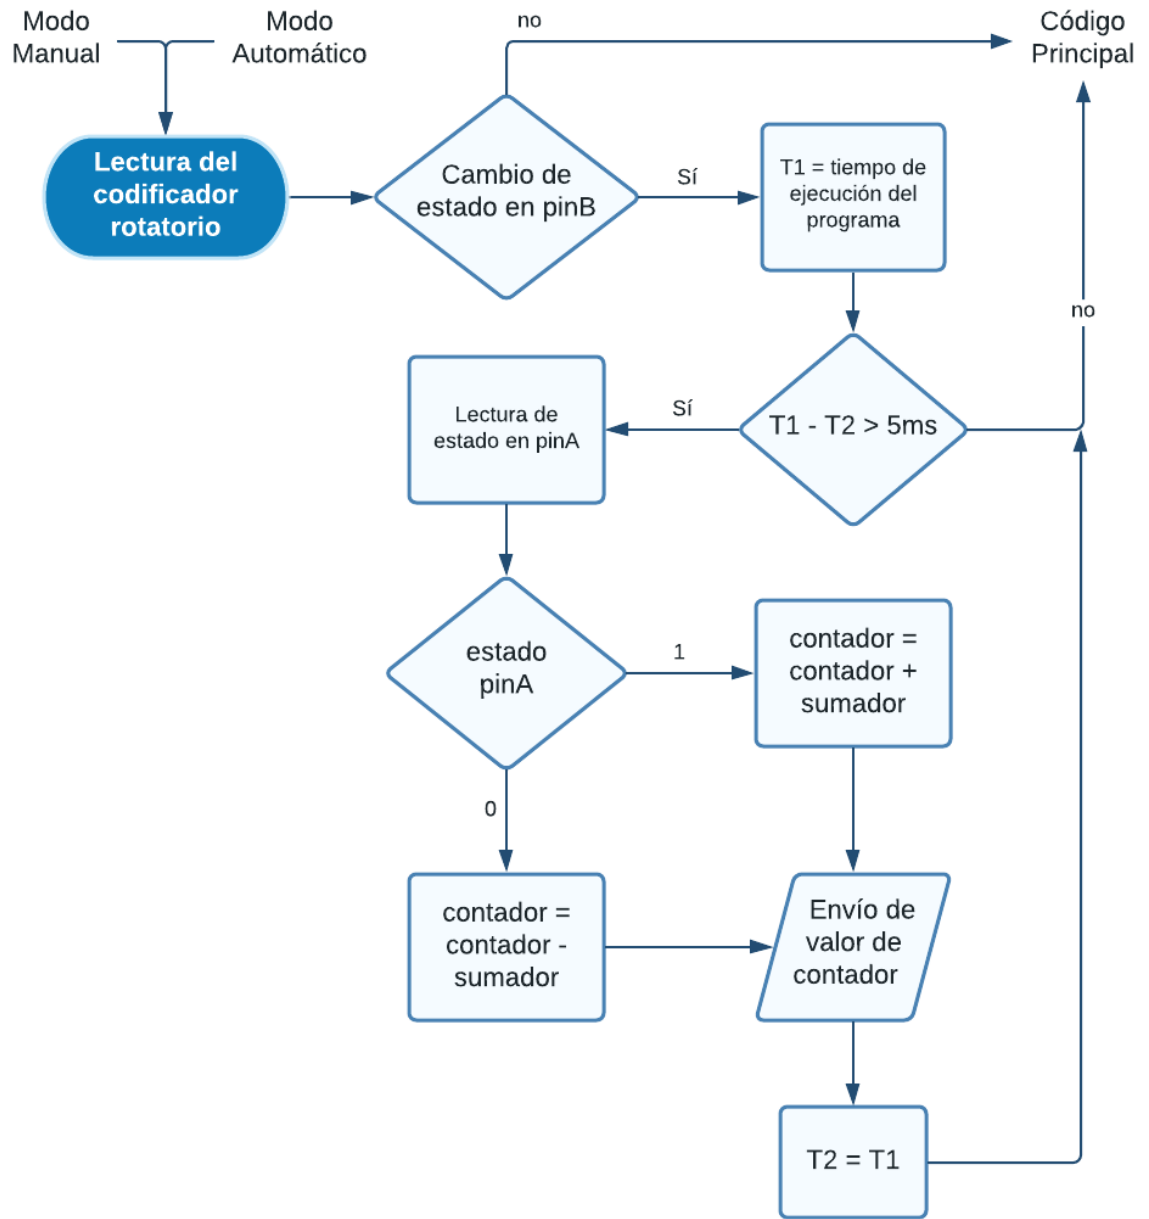 Modo
Manual
Modo
Automático
no
Código
Principal
Lectura del
codificador
rotatorio
Cambio de
estado en pinB
Sí
T1 = tiempo de
ejecución del
programa
no
Lectura de
estado en pinA
Sí
T1 - T2 > 5ms
estado
pinA
1
contador =
contador +
sumador
0
contador =
contador -
sumador
Envío de
valor de
contador
T2 = T1